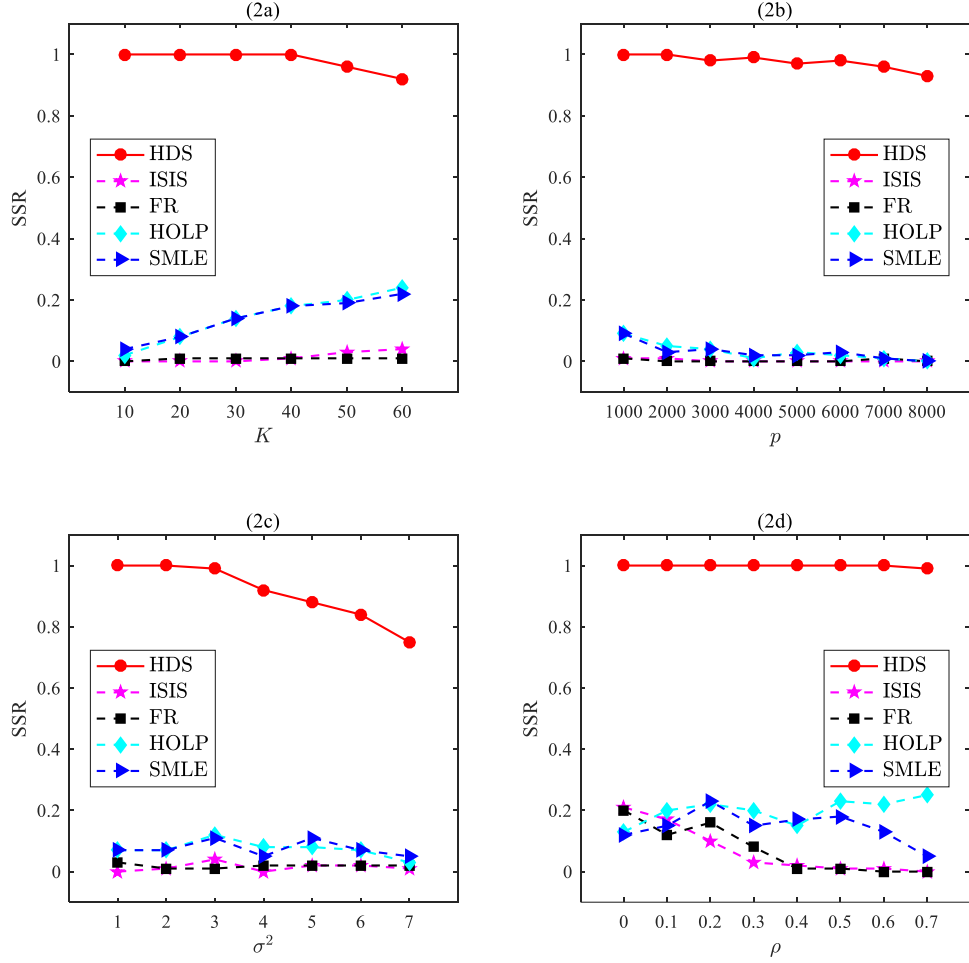 (2a)
SSR
1
0.8
0.6
0.4
0.2
0
HDS
ISIS
FR
HOLP
SMLE
10 20 30 40 50 60
K
(2b)
SSR
1
0.8
0.6
0.4
0.2
0
HDS
ISIS
FR
HOLP
SMLE
1000 2000 3000 4000 5000 6000 7000 8000
p
(2c)
SSR
1
0.8
0.6
0.4
0.2
0
HDS
ISIS
FR
HOLP
SMLE
1 2 3 4 5 6 7
σ²
(2d)
SSR
1
0.8
0.6
0.4
0.2
0
HDS
ISIS
FR
HOLP
SMLE
0 0.1 0.2 0.3 0.4 0.5 0.6 0.7
ρ